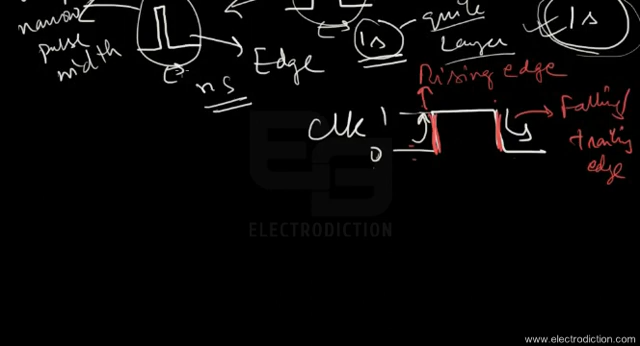 narrow
pulse
width
Edge
ns
1s
quite
Larger
1s
Rising edge
Clk 1
0
Falling/
trailing
edge
ELECTRODICTION
www.electrodiction.com